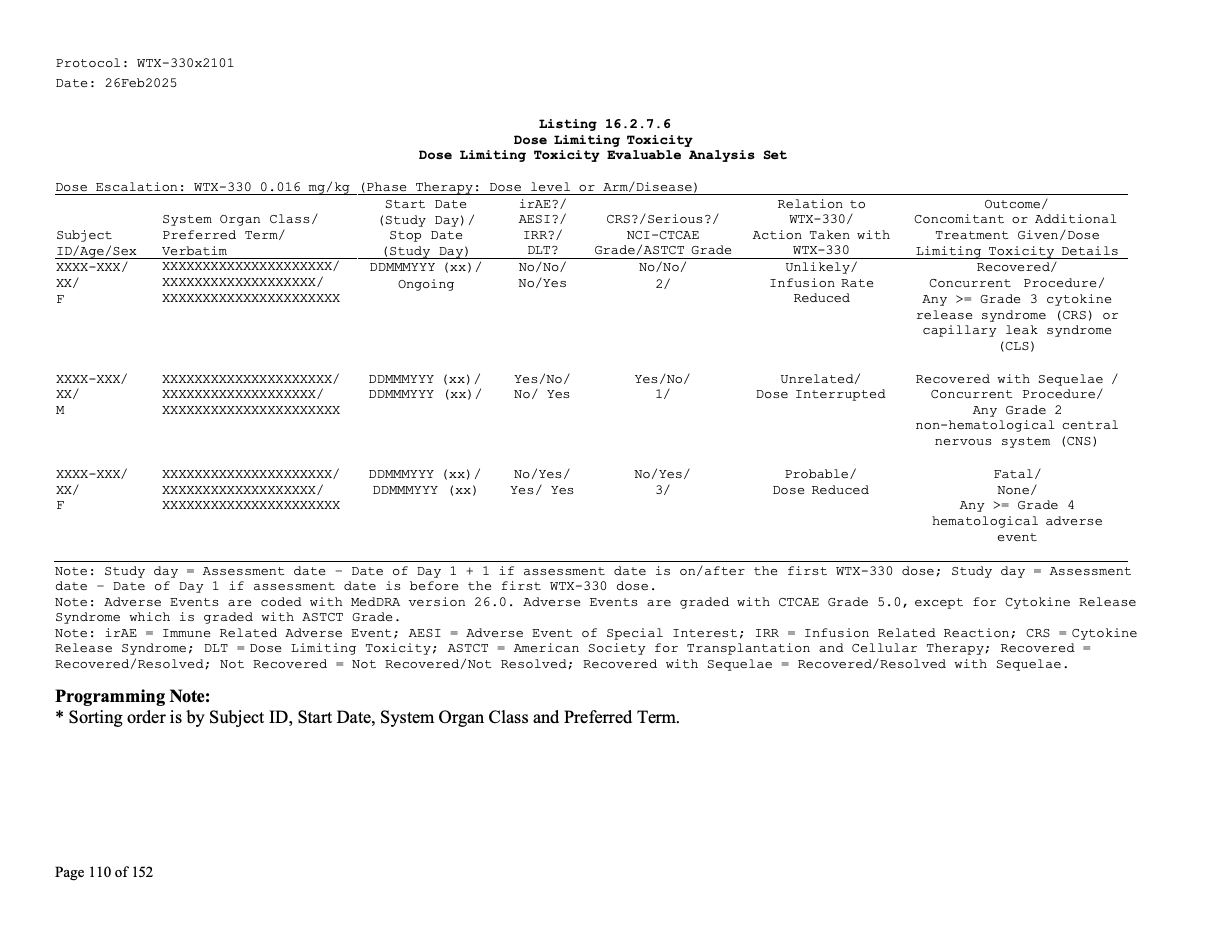 Protocol: WTX-330x2101
Date: 26Feb2025
Listing 16.2.7.6
Dose Limiting Toxicity
Dose Limiting Toxicity Evaluable Analysis Set
Dose Escalation: WTX-330 0.016 mg/kg (Phase Therapy: Dose level or Arm/Disease)
Start Date irAE?/ Relation to Outcome/
System Organ Class/ (Study Day)/ AESI?/ CRS?/Serious?/ WTX-330/ Concomitant or Additional
Subject Preferred Term/ Stop Date IRR?/ NCI-CTCAE Action Taken with Treatment Given/Dose
ID/Age/Sex Verbatim (Study Day) DLT? Grade/ASTCT Grade WTX-330 Limiting Toxicity Details
XXXX-XXX/ XXXXXXXXXXXXXXXXXXXXX/ DDMMMYYY (xx)/ No/No/ No/No/ Unlikely/ Recovered/
XX/ XXXXXXXXXXXXXXXXXXX/ Ongoing No/Yes 2/ Infusion Rate Concurrent Procedure/
F XXXXXXXXXXXXXXXXXXXXXX Reduced Any >= Grade 3 cytokine
release syndrome (CRS) or
capillary leak syndrome
(CLS)
XXXX-XXX/ XXXXXXXXXXXXXXXXXXXXX/ DDMMMYYY (xx)/ Yes/No/ Yes/No/ Unrelated/ Recovered with Sequelae /
XX/ XXXXXXXXXXXXXXXXXXX/ DDMMMYYY (xx)/ No/ Yes 1/ Dose Interrupted Concurrent Procedure/
M XXXXXXXXXXXXXXXXXXXXXX Any Grade 2
non-hematological central
nervous system (CNS)
XXXX-XXX/ XXXXXXXXXXXXXXXXXXXXX/ DDMMMYYY (xx)/ No/Yes/ No/Yes/ Probable/ Fatal/
XX/ XXXXXXXXXXXXXXXXXXX/ DDMMMYYY (xx) Yes/ Yes 3/ Dose Reduced None/
F XXXXXXXXXXXXXXXXXXXXXX Any >= Grade 4
hematological adverse
event
Note: Study day = Assessment date – Date of Day 1 + 1 if assessment date is on/after the first WTX-330 dose; Study day = Assessment
date – Date of Day 1 if assessment date is before the first WTX-330 dose.
Note: Adverse Events are coded with MedDRA version 26.0. Adverse Events are graded with CTCAE Grade 5.0, except for Cytokine Release
Syndrome which is graded with ASTCT Grade.
Note: irAE = Immune Related Adverse Event; AESI = Adverse Event of Special Interest; IRR = Infusion Related Reaction; CRS = Cytokine
Release Syndrome; DLT = Dose Limiting Toxicity; ASTCT = American Society for Transplantation and Cellular Therapy; Recovered =
Recovered/Resolved; Not Recovered = Not Recovered/Not Resolved; Recovered with Sequelae = Recovered/Resolved with Sequelae.
Programming Note:
* Sorting order is by Subject ID, Start Date, System Organ Class and Preferred Term.
Page 110 of 152